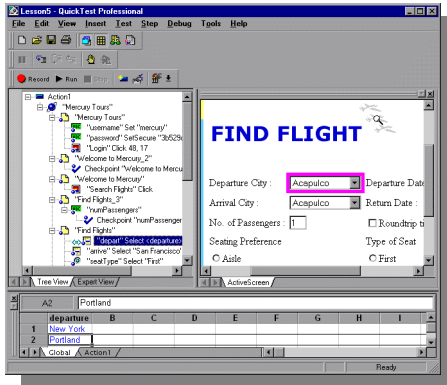 Lesson5 - QuickTest Professional
File Edit View Insert Test Step Debug Tools Help
Record Run Stop
Action1
"Mercury Tours"
"Mercury Tours"
"username" Set "mercury"
"password" SetSecure "3b529c
"Login" Click 48, 17
"Welcome to Mercury_2"
Checkpoint "Welcome to Mercu
"Welcome to Mercury"
"Search Flights" Click
"Find Flights_3"
"numPassengers"
Checkpoint "numPassenger
"Find Flights"
"depart" Select <departure>
"arrive" Select "San Francisco"
"seatType" Select "First"
Tree View Expert View
FIND FLIGHT
Departure City : Acapulco Departure Date
Arrival City : Acapulco Return Date :
No. of Passengers : 1 Roundtrip ti
Seating Preference Type of Seat
Aisle First
ActiveScreen
A2 Portland
departure B C D E F G H I
1 New York
2 Portland
Global Action1
Ready